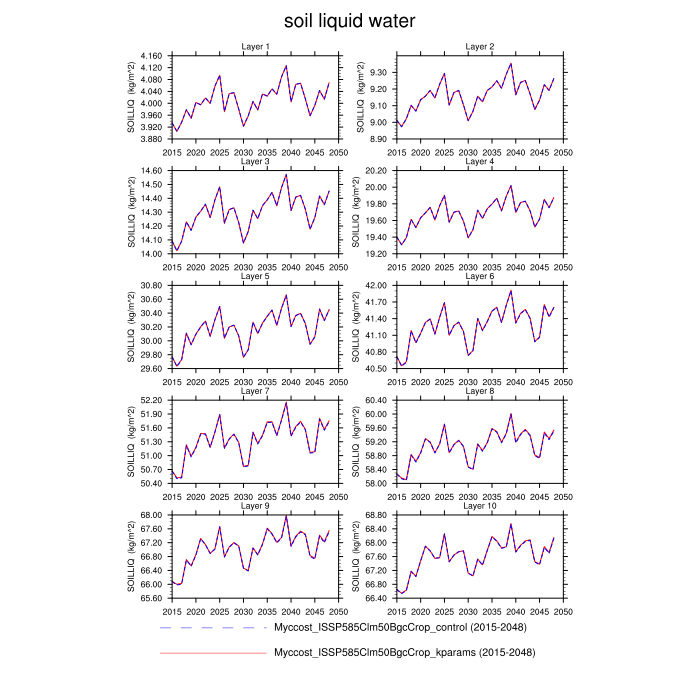 soil liquid water
Layer 1
SOILLIQ (kg/m^2)
4.160
4.120
4.080
4.040
4.000
3.960
3.920
3.880
2015 2020 2025 2030 2035 2040 2045 2050
Layer 2
SOILLIQ (kg/m^2)
9.30
9.20
9.10
9.00
8.90
2015 2020 2025 2030 2035 2040 2045 2050
Layer 3
SOILLIQ (kg/m^2)
14.60
14.50
14.40
14.30
14.20
14.10
14.00
2015 2020 2025 2030 2035 2040 2045 2050
Layer 4
SOILLIQ (kg/m^2)
20.20
20.00
19.80
19.60
19.40
19.20
2015 2020 2025 2030 2035 2040 2045 2050
Layer 5
SOILLIQ (kg/m^2)
30.80
30.60
30.40
30.20
30.00
29.80
29.60
2015 2020 2025 2030 2035 2040 2045 2050
Layer 6
SOILLIQ (kg/m^2)
42.00
41.70
41.40
41.10
40.80
40.50
2015 2020 2025 2030 2035 2040 2045 2050
Layer 7
SOILLIQ (kg/m^2)
52.20
51.90
51.60
51.30
51.00
50.70
50.40
2015 2020 2025 2030 2035 2040 2045 2050
Layer 8
SOILLIQ (kg/m^2)
60.40
60.00
59.60
59.20
58.80
58.40
58.00
2015 2020 2025 2030 2035 2040 2045 2050
Layer 9
SOILLIQ (kg/m^2)
68.00
67.60
67.20
66.80
66.40
66.00
65.60
2015 2020 2025 2030 2035 2040 2045 2050
Layer 10
SOILLIQ (kg/m^2)
68.80
68.40
68.00
67.60
67.20
66.80
66.40
2015 2020 2025 2030 2035 2040 2045 2050
Myccost_ISSP585Clm50BgcCrop_control (2015-2048)
Myccost_ISSP585Clm50BgcCrop_kparams (2015-2048)